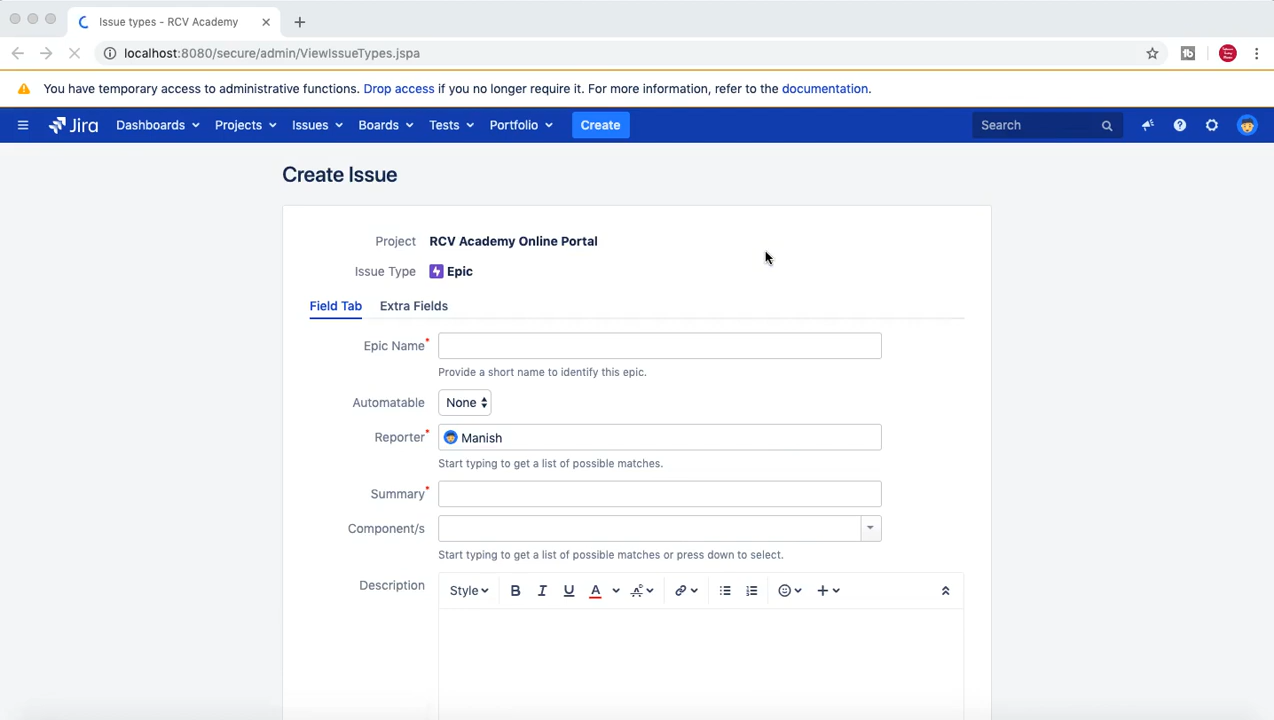 Issue types - RCV Academy
localhost:8080/secure/admin/ViewIssueTypes.jspa
You have temporary access to administrative functions. Drop access if you no longer require it. For more information, refer to the documentation.
Jira Dashboards Projects Issues Boards Tests Portfolio Create Search
Create Issue
Project RCV Academy Online Portal
Issue Type Epic
Field Tab Extra Fields
Epic Name*
Provide a short name to identify this epic.
Automatable None
Reporter* Manish
Start typing to get a list of possible matches.
Summary*
Component/s
Start typing to get a list of possible matches or press down to select.
Description Style B I U A